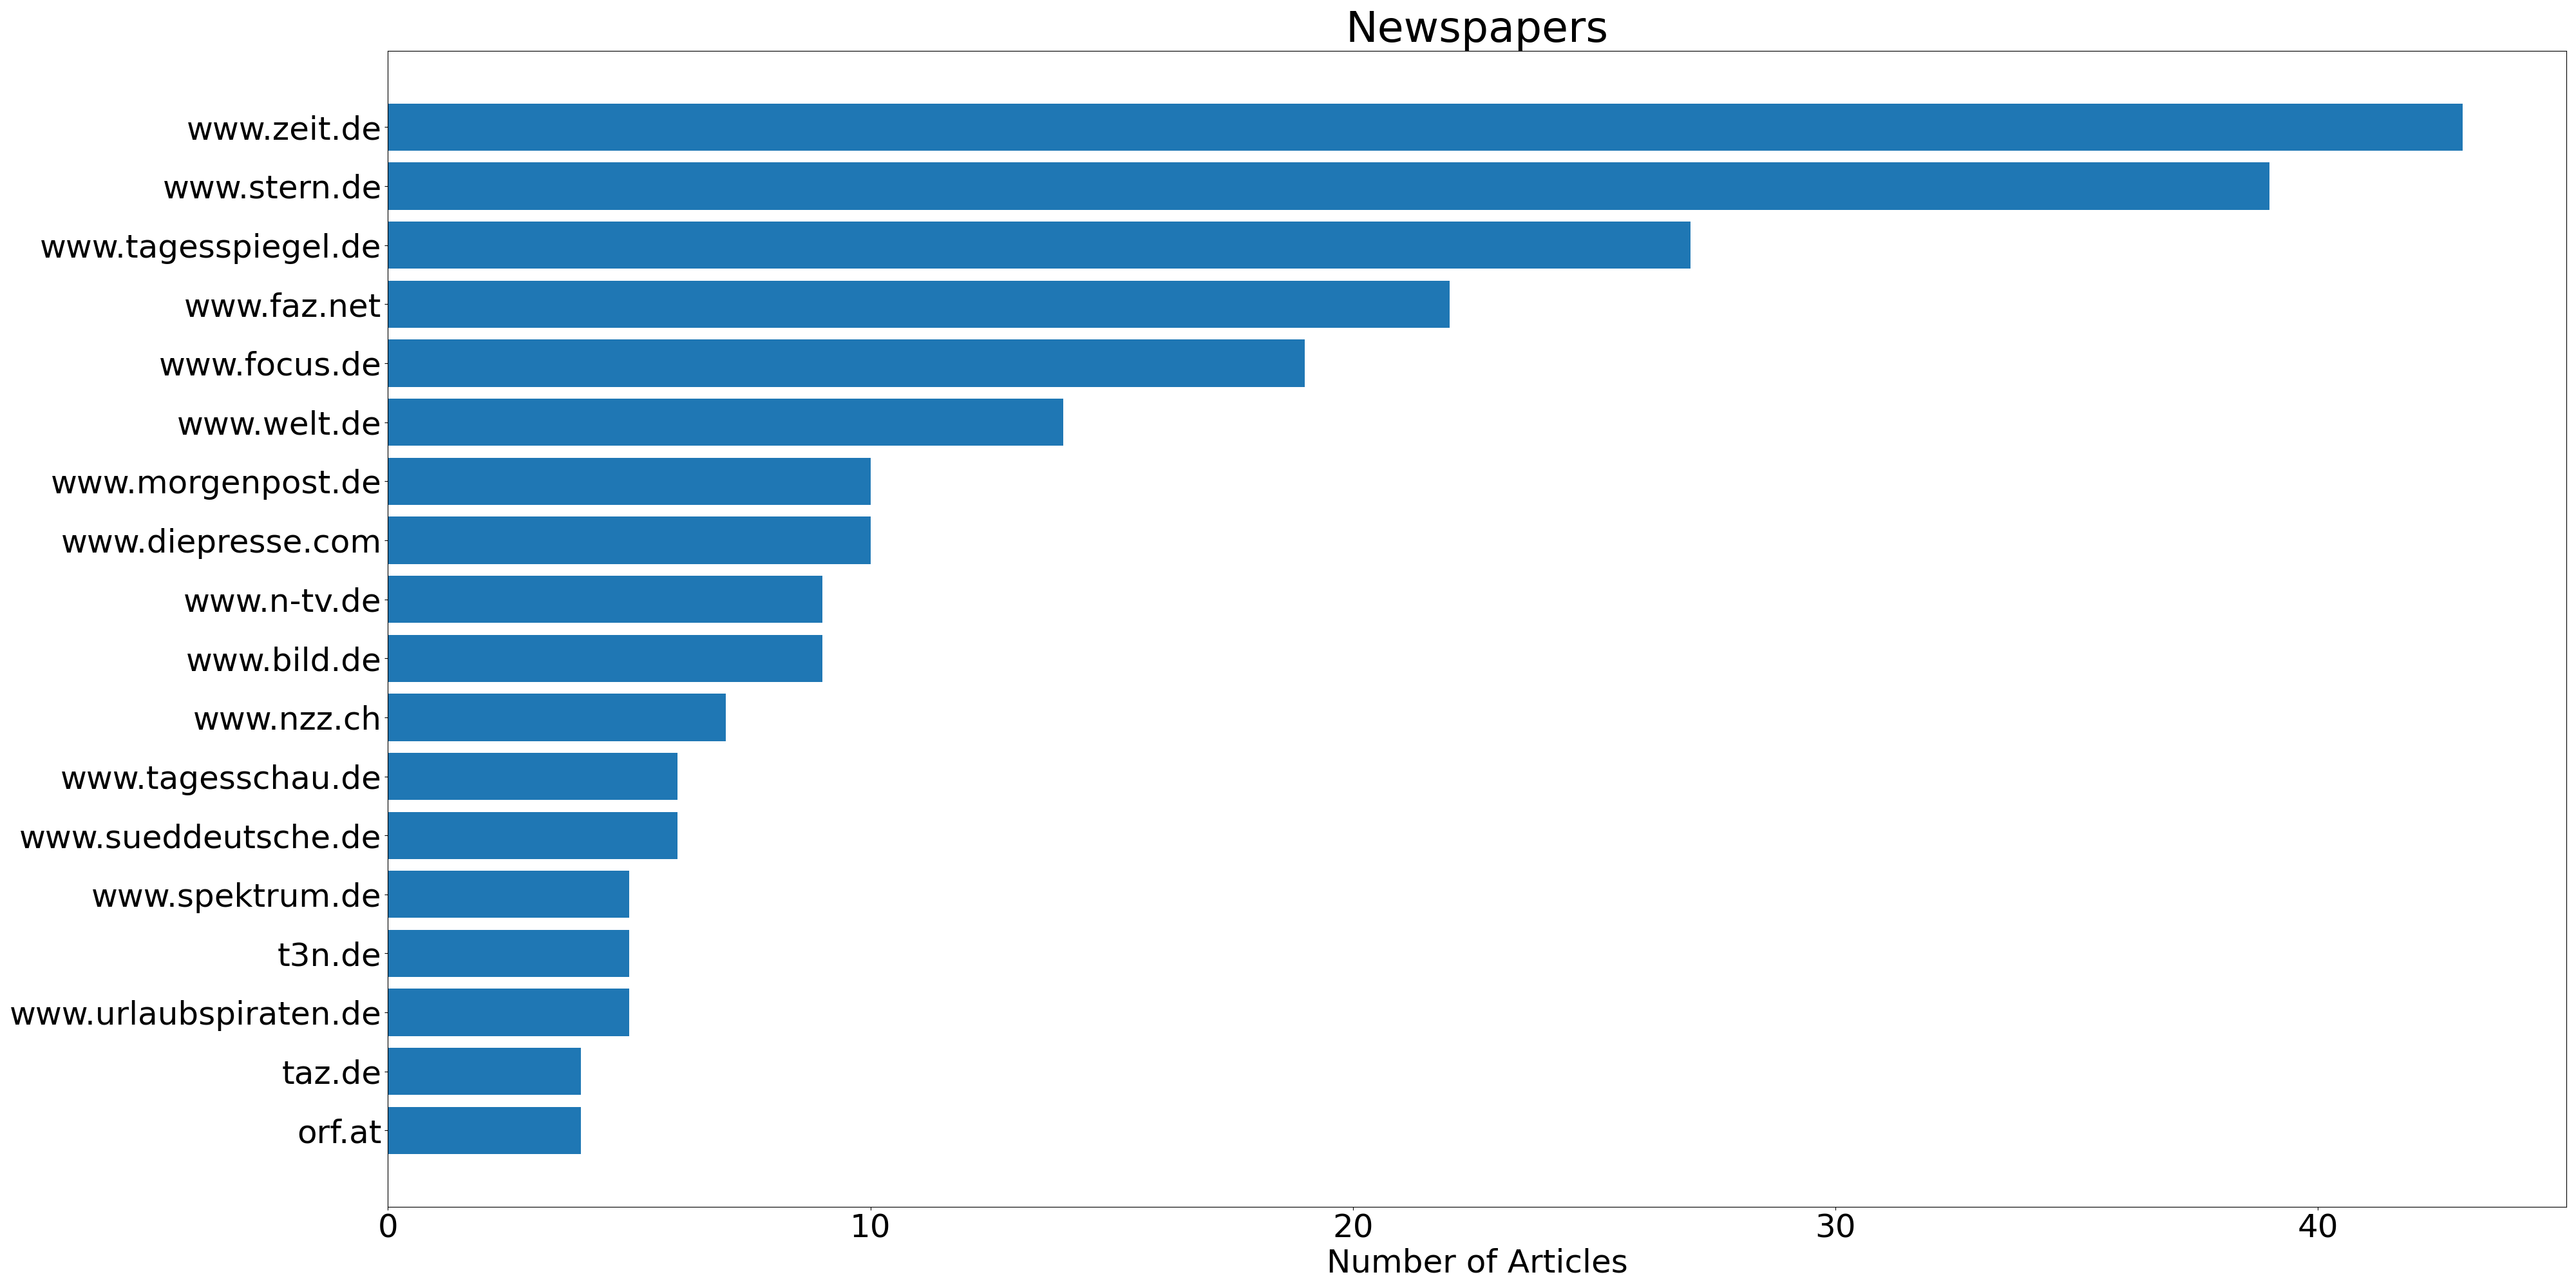 Newspapers
www.zeit.de
www.stern.de
www.tagesspiegel.de
www.faz.net
www.focus.de
www.welt.de
www.morgenpost.de
www.diepresse.com
www.n-tv.de
www.bild.de
www.nzz.ch
www.tagesschau.de
www.sueddeutsche.de
www.spektrum.de
t3n.de
www.urlaubspiraten.de
taz.de
orf.at
0 10 20 30 40
Number of Articles